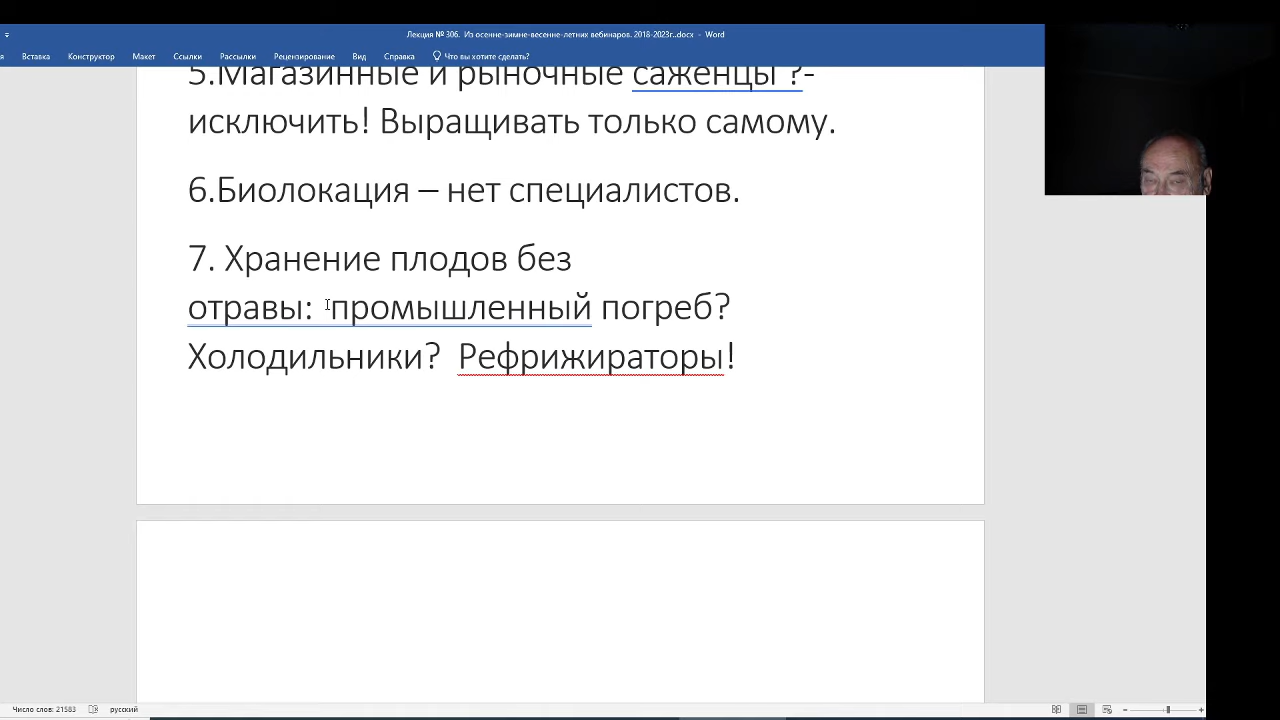 Лекция № 306. Из осенне-зимне-весенне-летних вебинаров. 2018-2023г..docx - Word
я Вставка Конструктор Макет Ссылки Рассылки Рецензирование Вид Справка Что вы хотите сделать?
5.Магазинные и рыночные саженцы ?-
исключить! Выращивать только самому.
6.Биолокация – нет специалистов.
7. Хранение плодов без
отравы: промышленный погреб?
Холодильники? Рефрижираторы!
Число слов: 21583 русский